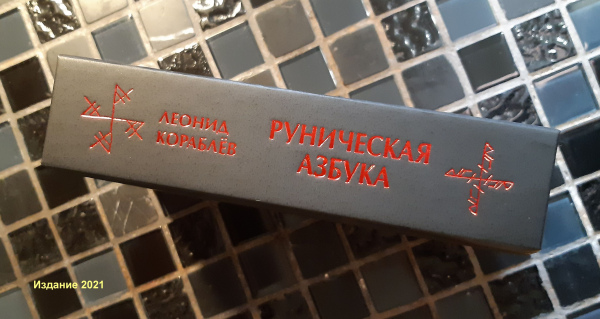 ЛЕОНИД
КОРАБЛЁВ
РУНИЧЕСКАЯ
АЗБУКА
Издание 2021